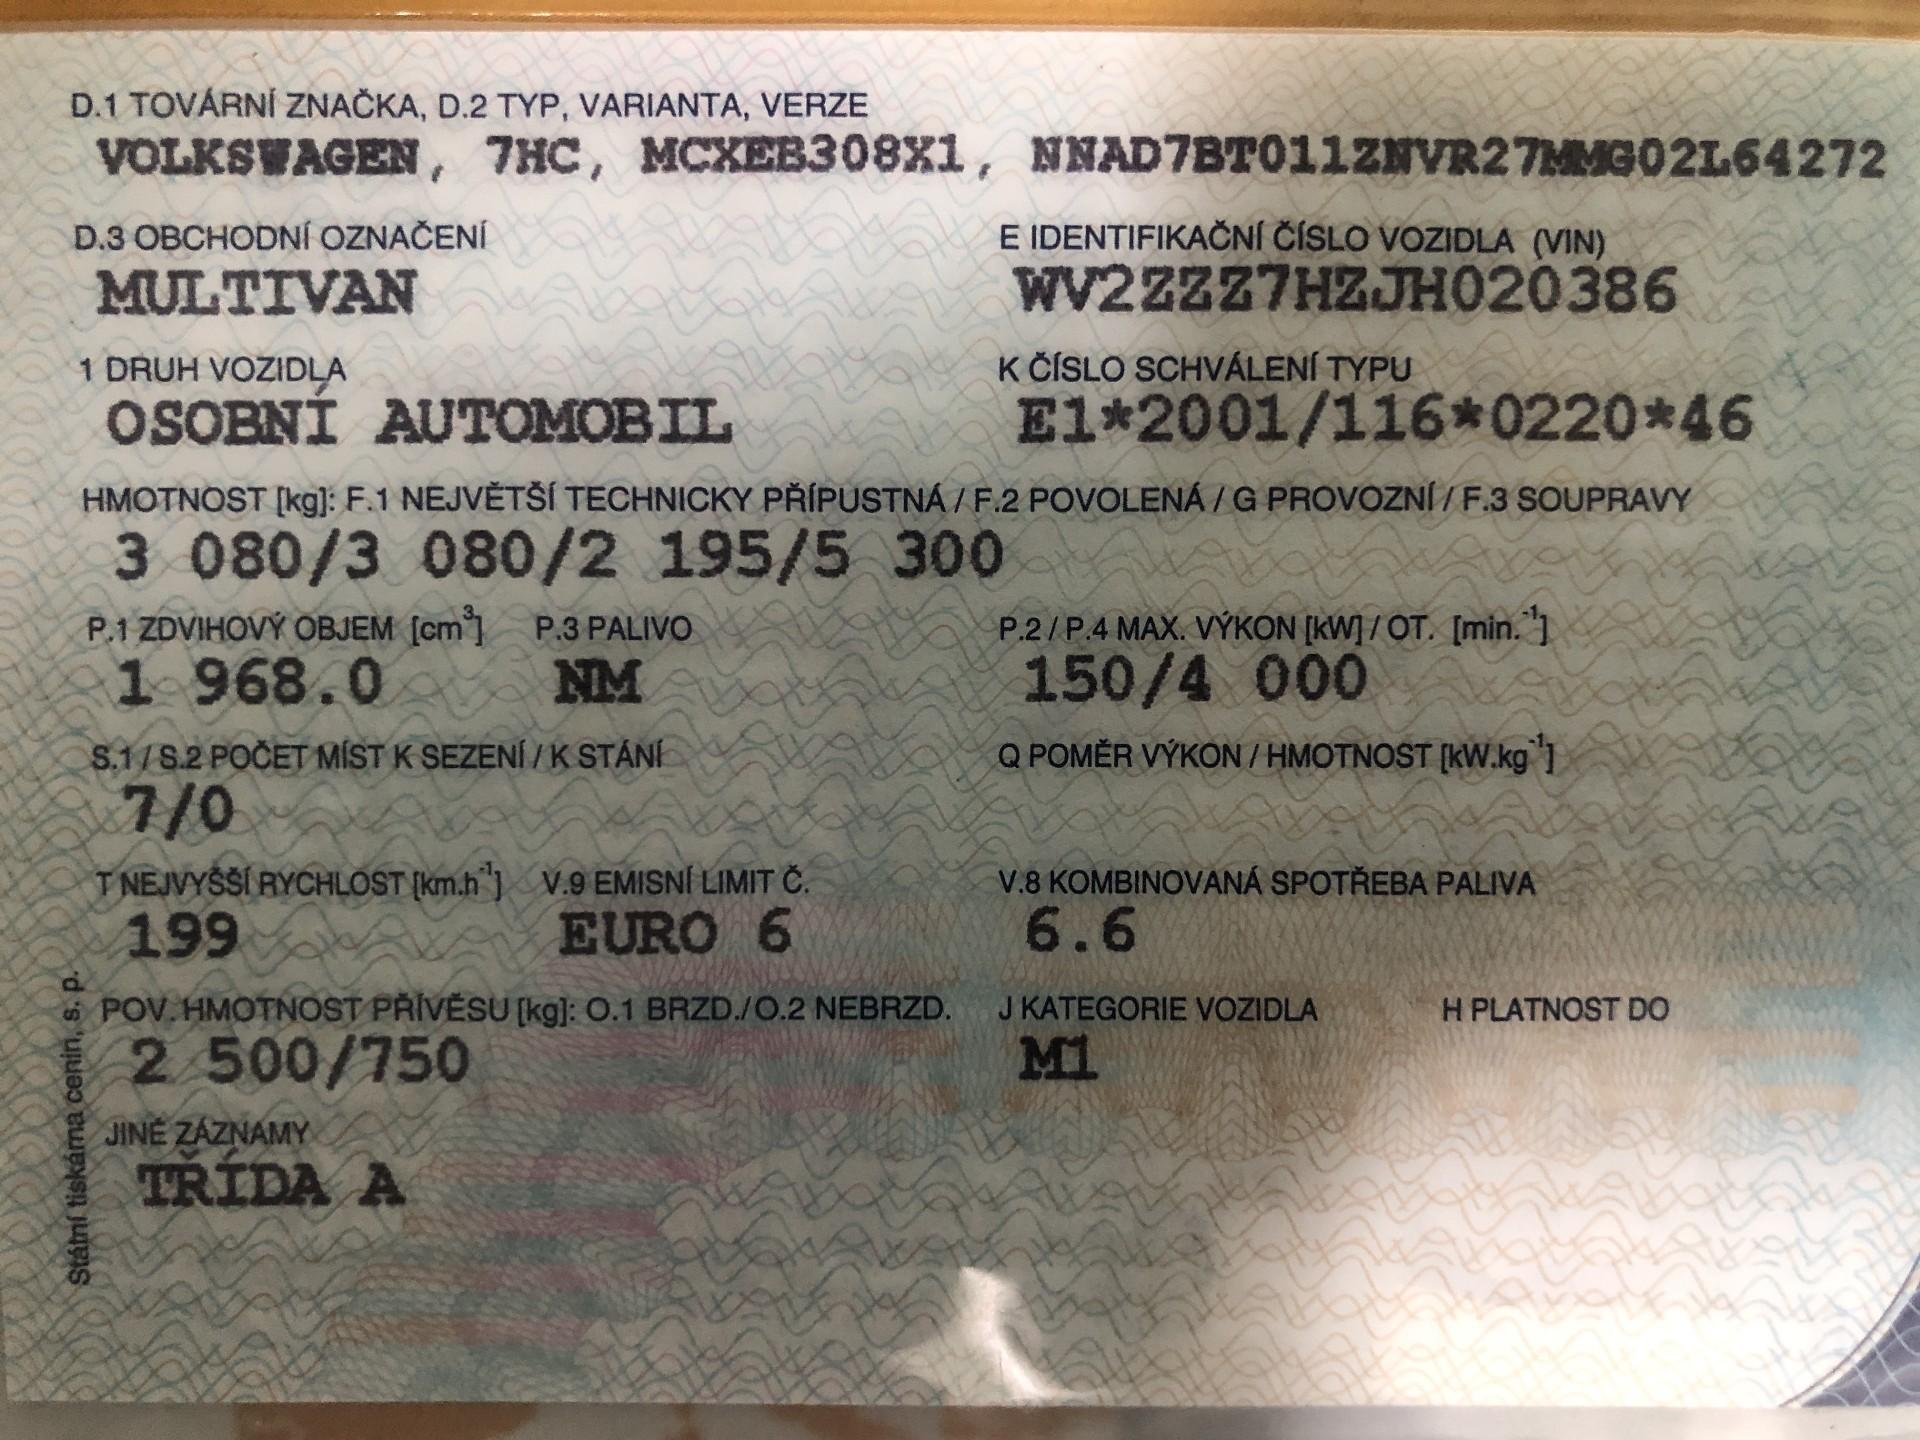 D.1 TOVÁRNÍ ZNAČKA, D.2 TYP, VARIANTA, VERZE
VOLKSWAGEN, 7HC, MCXEB308X1, NNAD7BT011ZNVR27MMG02L64272
D.3 OBCHODNÍ OZNAČENÍ E IDENTIFIKAČNÍ ČÍSLO VOZIDLA (VIN)
MULTIVAN WV2ZZZ7HZJH020386
1 DRUH VOZIDLA K ČÍSLO SCHVÁLENÍ TYPU
OSOBNÍ AUTOMOBIL E1*2001/116*0220*46
HMOTNOST [kg]: F.1 NEJVĚTŠÍ TECHNICKY PŘÍPUSTNÁ / F.2 POVOLENÁ / G PROVOZNÍ / F.3 SOUPRAVY
3 080/3 080/2 195/5 300
P.1 ZDVIHOVÝ OBJEM [cm³] P.3 PALIVO P.2 / P.4 MAX. VÝKON [kW] / OT. [min.⁻¹]
1 968.0 NM 150/4 000
S.1 / S.2 POČET MÍST K SEZENÍ / K STÁNÍ Q POMĚR VÝKON / HMOTNOST [kW.kg⁻¹]
7/0
T NEJVYŠŠÍ RYCHLOST [km.h⁻¹] V.9 EMISNÍ LIMIT Č. V.8 KOMBINOVANÁ SPOTŘEBA PALIVA
199 EURO 6 6.6
POV. HMOTNOST PŘÍVĚSU [kg]: O.1 BRZD./O.2 NEBRZD. J KATEGORIE VOZIDLA H PLATNOST DO
2 500/750 M1
JINÉ ZÁZNAMY
TŘÍDA A
Státní tiskárna cenin, s. p.